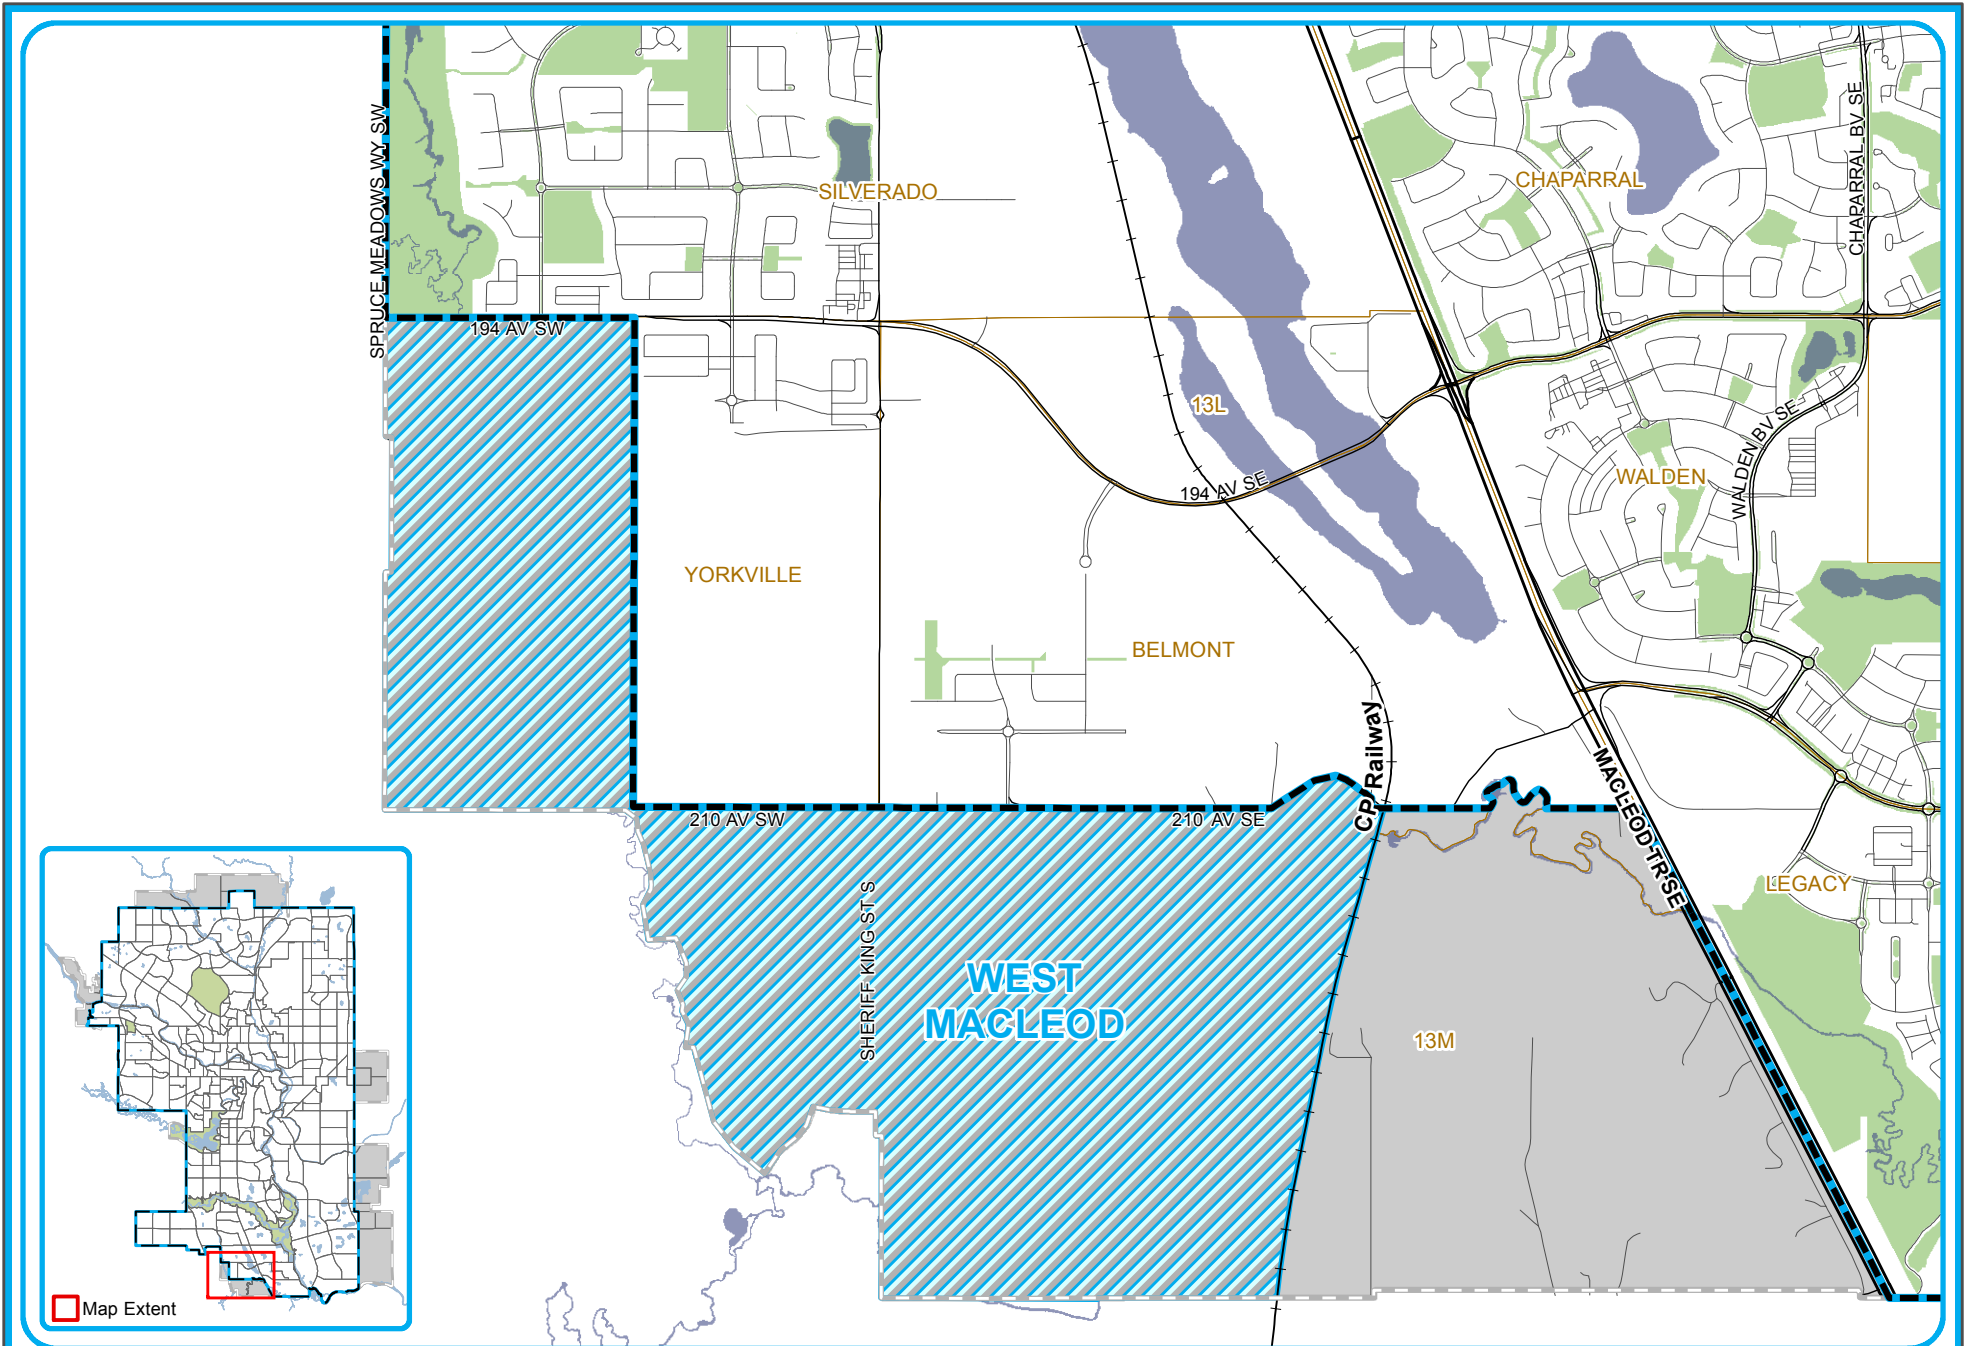 SPRUCE MEADOWS WY SW
SILVERADO
CHAPARRAL
CHAPARRAL BV SE
194 AV SW
13L
194 AV SE
WALDEN
WALDEN BV SE
YORKVILLE
BELMONT
CP Railway
MACLEOD TR SE
210 AV SW
210 AV SE
LEGACY
SHERIFF KING ST S
WEST
MACLEOD
13M
Map Extent